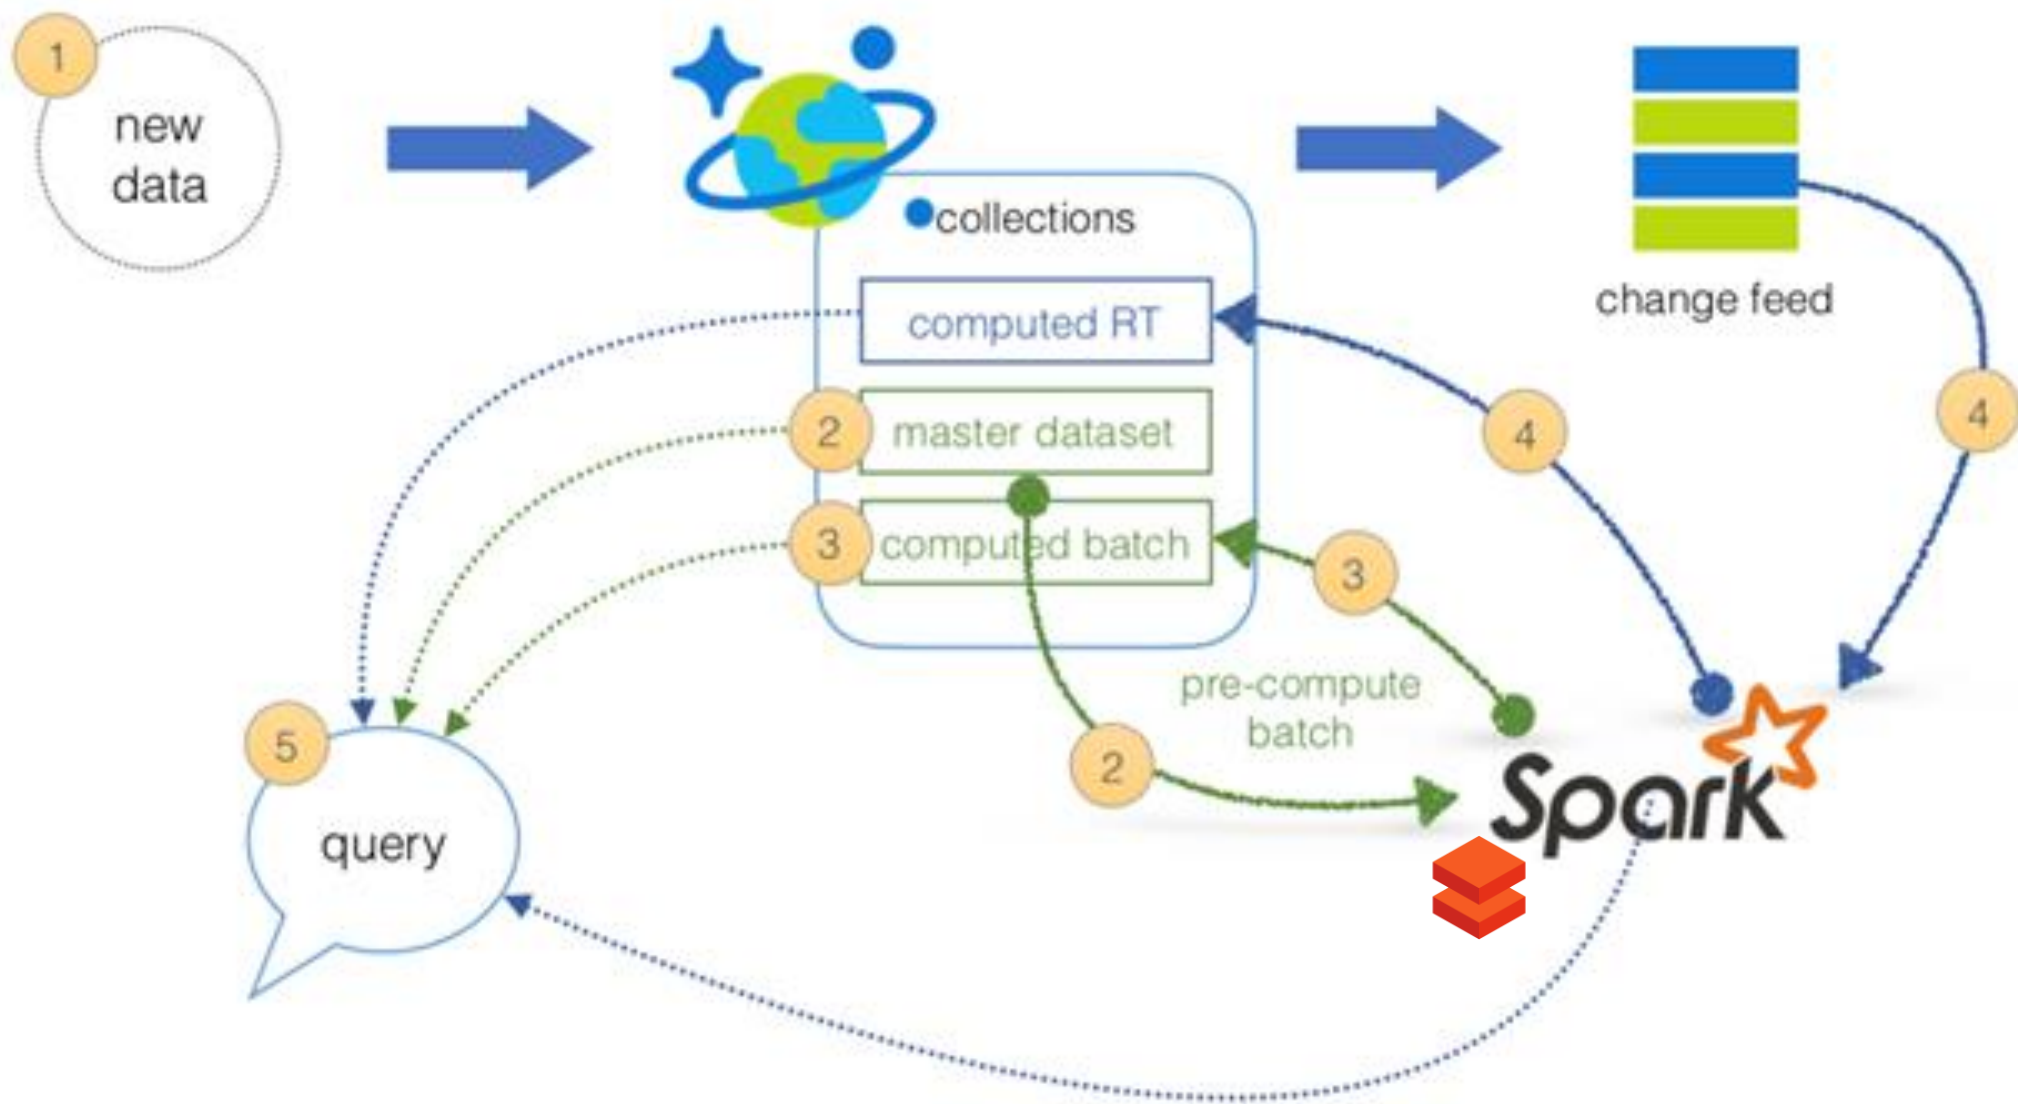 1
new
data
collections
computed RT
2
master dataset
3
computed batch
change feed
4
4
3
pre-compute
batch
2
Spark
5
query